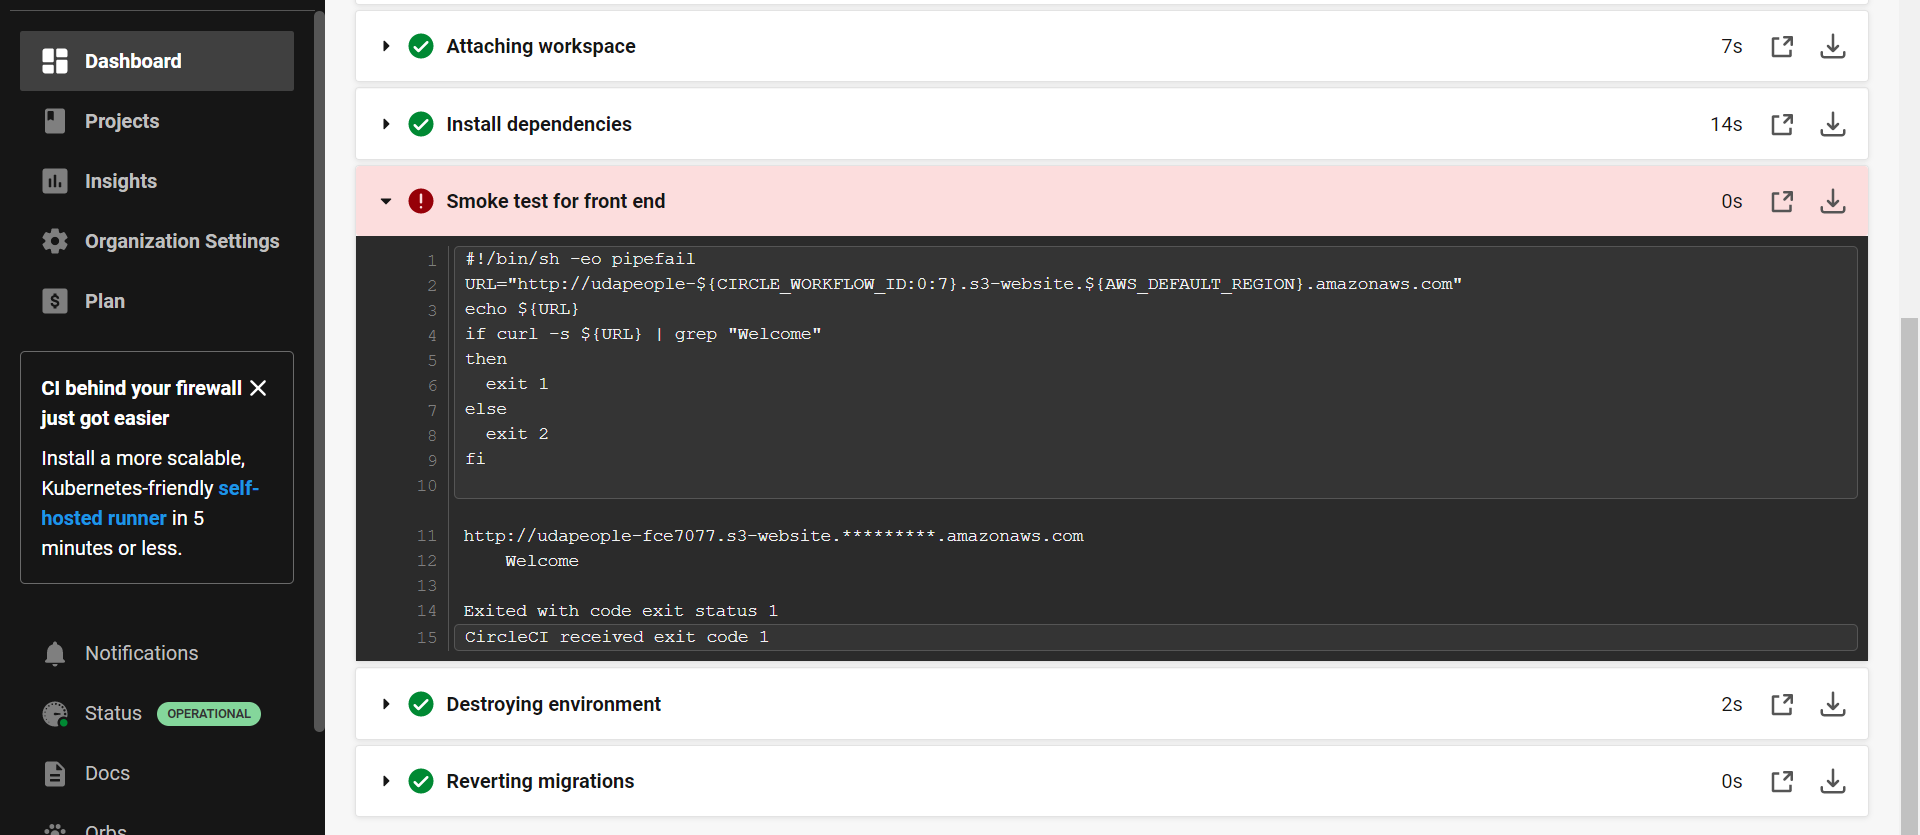 Dashboard
Projects
Insights
Organization Settings
Plan
CI behind your firewall
just got easier
Install a more scalable,
Kubernetes-friendly self-
hosted runner in 5
minutes or less.
Notifications
Status OPERATIONAL
Docs
Orbs
Attaching workspace 7s
Install dependencies 14s
Smoke test for front end 0s
1 #!/bin/sh -eo pipefail
2 URL="http://udapeople-${CIRCLE_WORKFLOW_ID:0:7}.s3-website.${AWS_DEFAULT_REGION}.amazonaws.com"
3 echo ${URL}
4 if curl -s ${URL} | grep "Welcome"
5 then
6 exit 1
7 else
8 exit 2
9 fi
10
11 http://udapeople-fce7077.s3-website.*********.amazonaws.com
12 Welcome
13
14 Exited with code exit status 1
15 CircleCI received exit code 1
Destroying environment 2s
Reverting migrations 0s